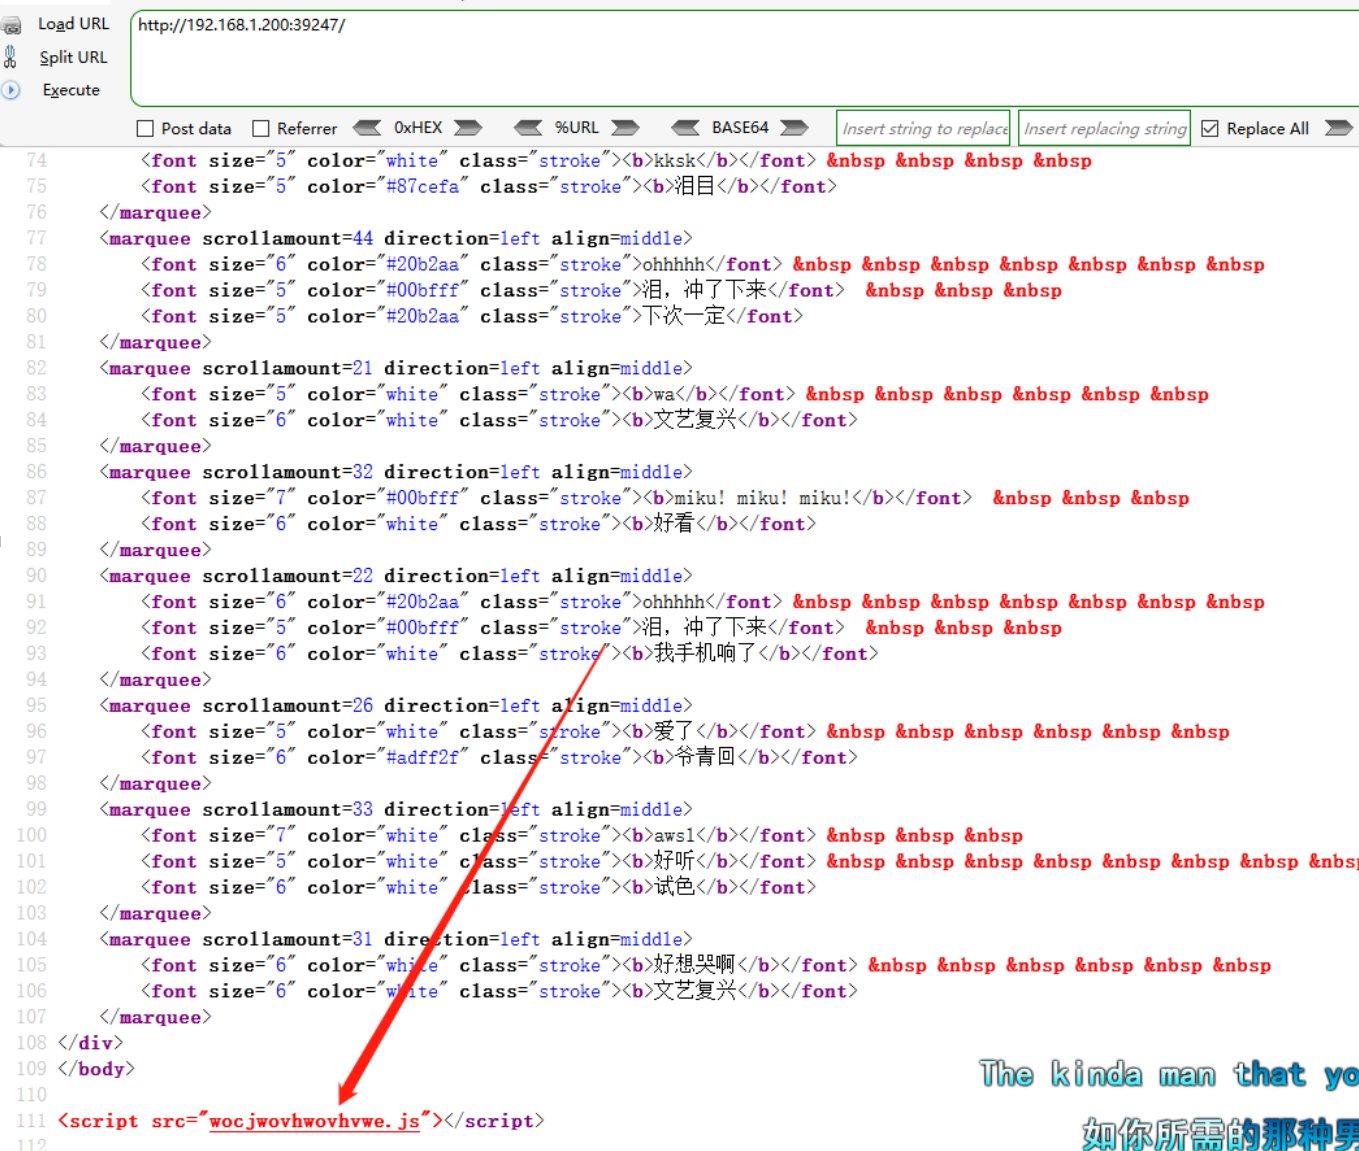 Load URL
http://192.168.1.200:39247/
Split URL
Execute
Post data Referrer 0xHEX %URL BASE64 Insert string to replace Insert replacing string Replace All
74 <font size="5" color="white" class="stroke"><b>kksk</b></font> &nbsp &nbsp &nbsp &nbsp
75 <font size="5" color="#87cefa" class="stroke"><b>泪目</b></font>
76 </marquee>
77 <marquee scrollamount=44 direction=left align=middle>
78 <font size="6" color="#20b2aa" class="stroke">ohhhhh</font> &nbsp &nbsp &nbsp &nbsp &nbsp &nbsp &nbsp
79 <font size="5" color="#00bfff" class="stroke">泪，冲了下来</font> &nbsp &nbsp &nbsp
80 <font size="5" color="#20b2aa" class="stroke">下次一定</font>
81 </marquee>
82 <marquee scrollamount=21 direction=left align=middle>
83 <font size="5" color="white" class="stroke"><b>wa</b></font> &nbsp &nbsp &nbsp &nbsp &nbsp &nbsp
84 <font size="6" color="white" class="stroke"><b>文艺复兴</b></font>
85 </marquee>
86 <marquee scrollamount=32 direction=left align=middle>
87 <font size="7" color="#00bfff" class="stroke"><b>miku! miku! miku!</b></font> &nbsp &nbsp &nbsp
88 <font size="6" color="white" class="stroke"><b>好看</b></font>
89 </marquee>
90 <marquee scrollamount=22 direction=left align=middle>
91 <font size="6" color="#20b2aa" class="stroke">ohhhhh</font> &nbsp &nbsp &nbsp &nbsp &nbsp &nbsp &nbsp
92 <font size="5" color="#00bfff" class="stroke">泪，冲了下来</font> &nbsp &nbsp &nbsp
93 <font size="6" color="white" class="stroke"><b>我手机响了</b></font>
94 </marquee>
95 <marquee scrollamount=26 direction=left align=middle>
96 <font size="5" color="white" class="stroke"><b>爱了</b></font> &nbsp &nbsp &nbsp &nbsp &nbsp &nbsp
97 <font size="6" color="#adff2f" class="stroke"><b>爷青回</b></font>
98 </marquee>
99 <marquee scrollamount=33 direction=left align=middle>
100 <font size="7" color="white" class="stroke"><b>awsl</b></font> &nbsp &nbsp &nbsp
101 <font size="5" color="white" class="stroke"><b>好听</b></font> &nbsp &nbsp &nbsp &nbsp &nbsp &nbsp &nbsp &nbsp
102 <font size="6" color="white" class="stroke"><b>试色</b></font>
103 </marquee>
104 <marquee scrollamount=31 direction=left align=middle>
105 <font size="6" color="white" class="stroke"><b>好想哭啊</b></font> &nbsp &nbsp &nbsp &nbsp &nbsp &nbsp
106 <font size="6" color="white" class="stroke"><b>文艺复兴</b></font>
107 </marquee>
108 </div>
109 </body>
The kinda man that yo
110
111 <script src="wocjwovhwovhvwe.js"></script>
如你所需的那种男
112